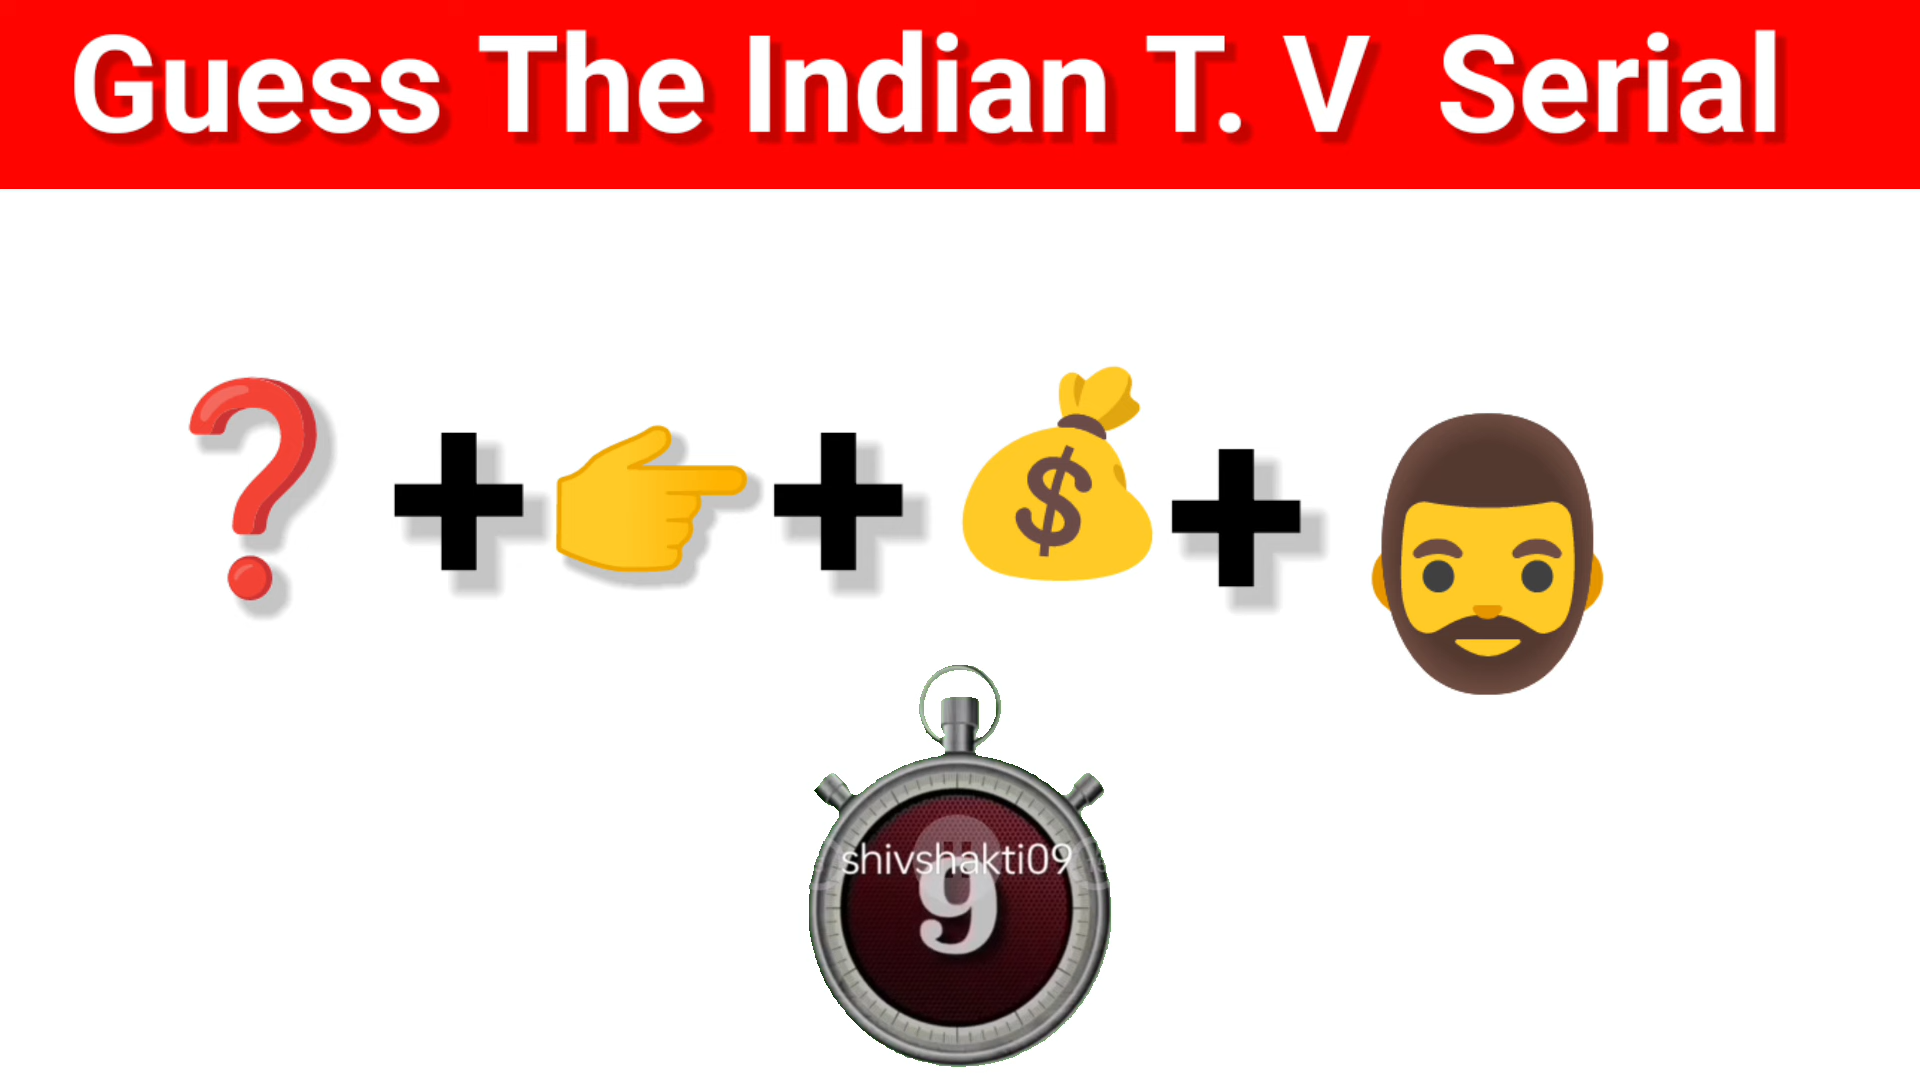 Guess The Indian T. V Serial
? + + +
$
shivshakti09
9